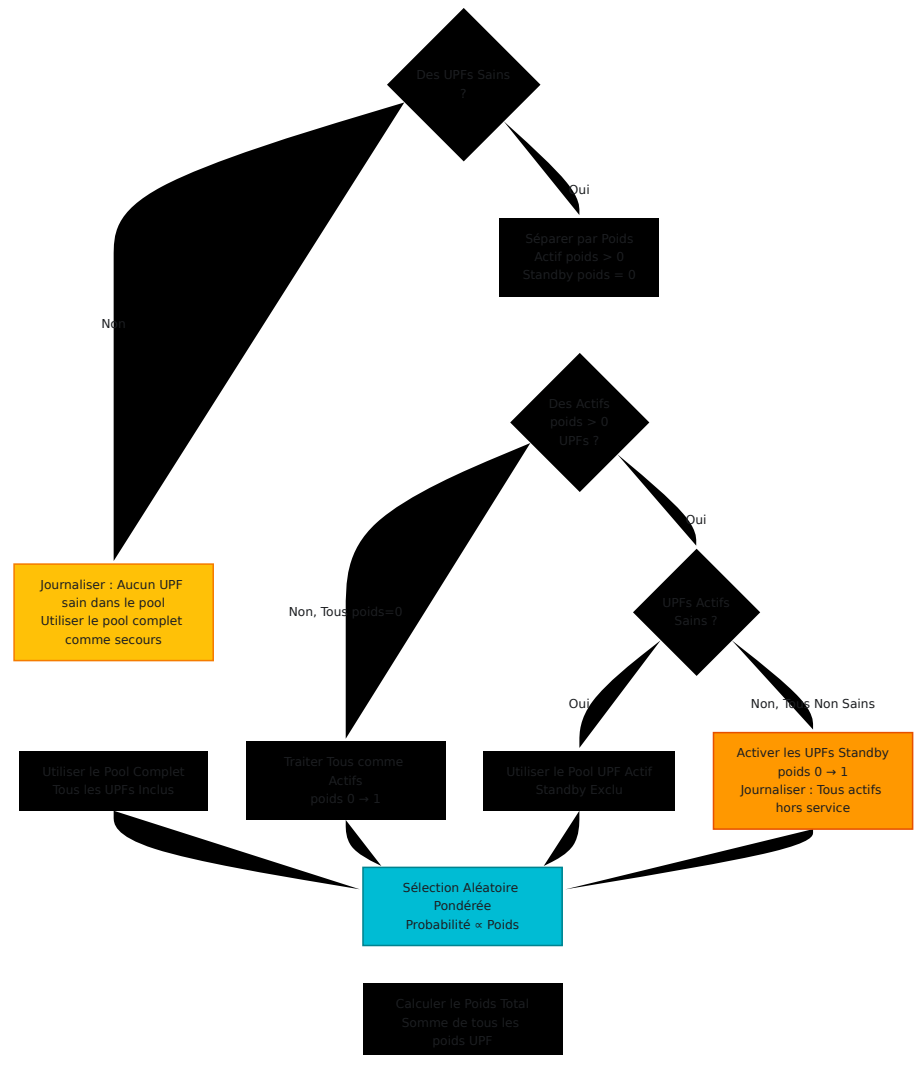 Des UPFs Sains
?
Oui
Séparer par Poids
Actif poids > 0
Standby poids = 0
Non
Des Actifs
poids > 0
UPFs ?
Oui
Journaliser : Aucun UPF
sain dans le pool
Utiliser le pool complet
comme secours
Non, Tous poids=0
UPFs Actifs
Sains ?
Oui
Non, Tous Non Sains
Utiliser le Pool Complet
Tous les UPFs Inclus
Traiter Tous comme
Actifs
poids 0 → 1
Utiliser le Pool UPF Actif
Standby Exclu
Activer les UPFs Standby
poids 0 → 1
Journaliser : Tous actifs
hors service
Sélection Aléatoire
Pondérée
Probabilité ∝ Poids
Calculer le Poids Total
Somme de tous les
poids UPF